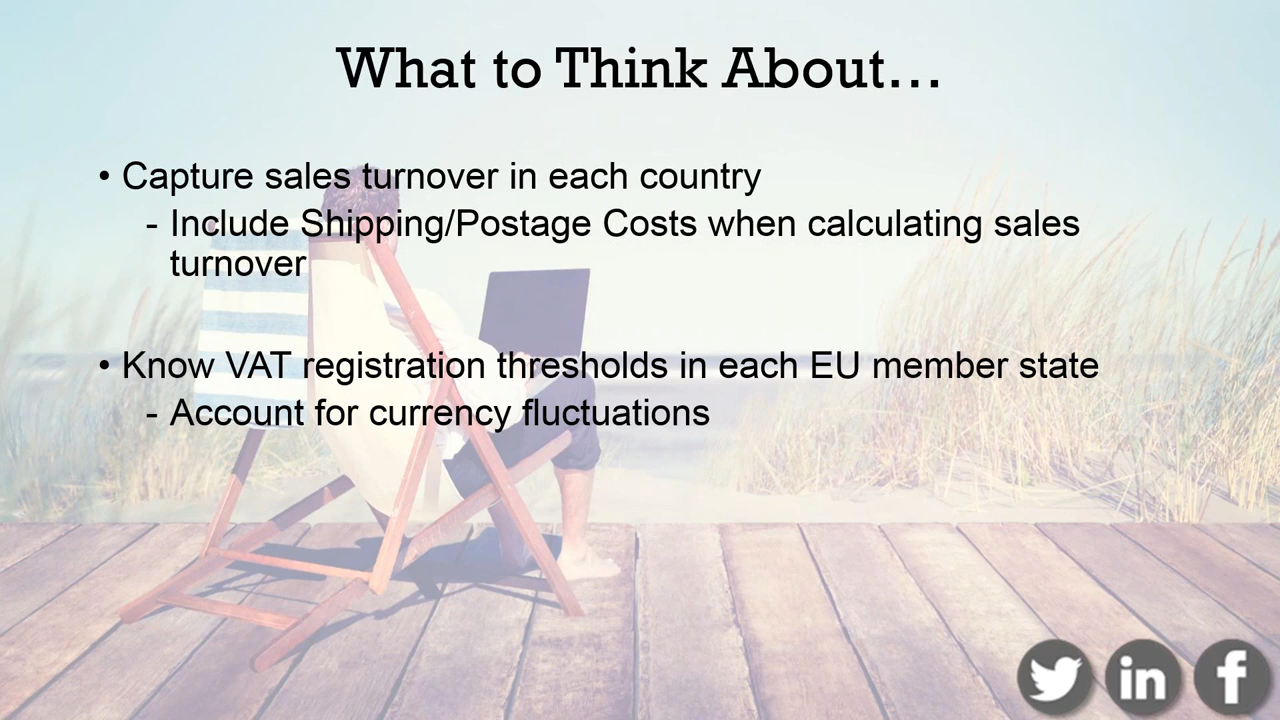 What to Think About...
• Capture sales turnover in each country
- Include Shipping/Postage Costs when calculating sales
turnover
• Know VAT registration thresholds in each EU member state
- Account for currency fluctuations
in
f